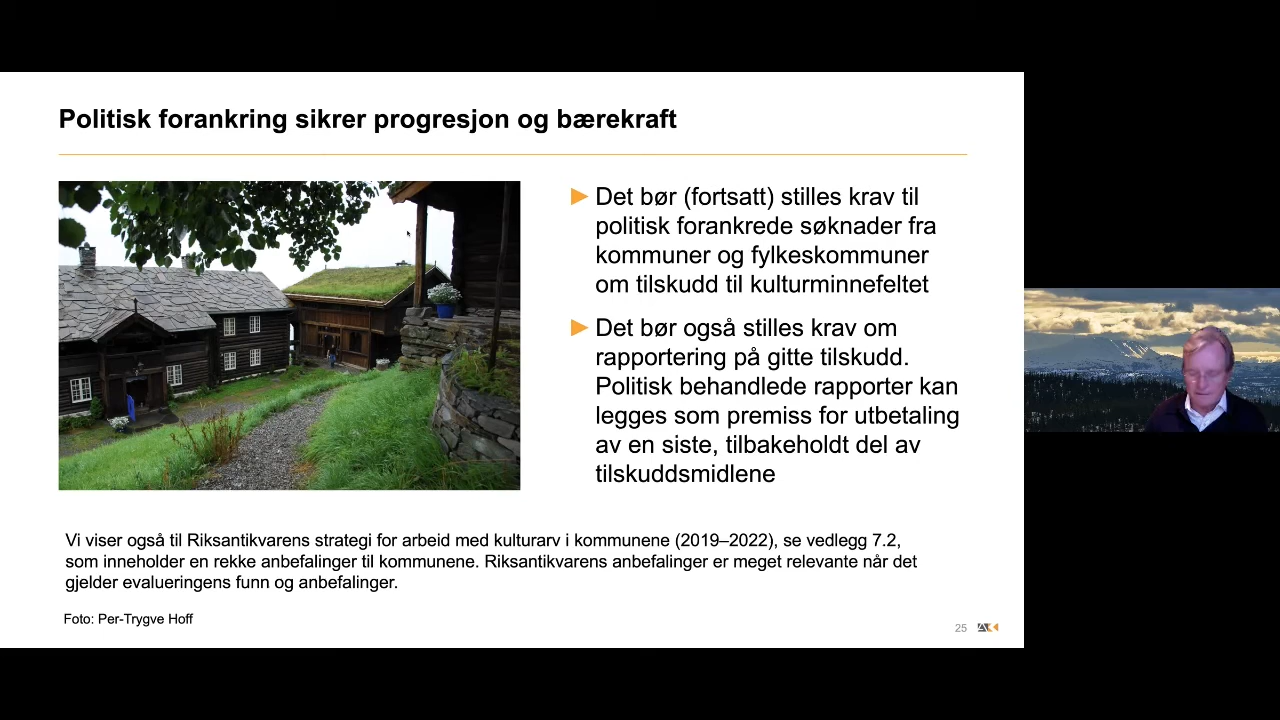 Politisk forankring sikrer progresjon og bærekraft
Det bør (fortsatt) stilles krav til
politisk forankrede søknader fra
kommuner og fylkeskommuner
om tilskudd til kulturminnefeltet
Det bør også stilles krav om
rapportering på gitte tilskudd.
Politisk behandlede rapporter kan
legges som premiss for utbetaling
av en siste, tilbakeholdt del av
tilskuddsmidlene
Vi viser også til Riksantikvarens strategi for arbeid med kulturarv i kommunene (2019–2022), se vedlegg 7.2,
som inneholder en rekke anbefalinger til kommunene. Riksantikvarens anbefalinger er meget relevante når det
gjelder evalueringens funn og anbefalinger.
Foto: Per-Trygve Hoff
25